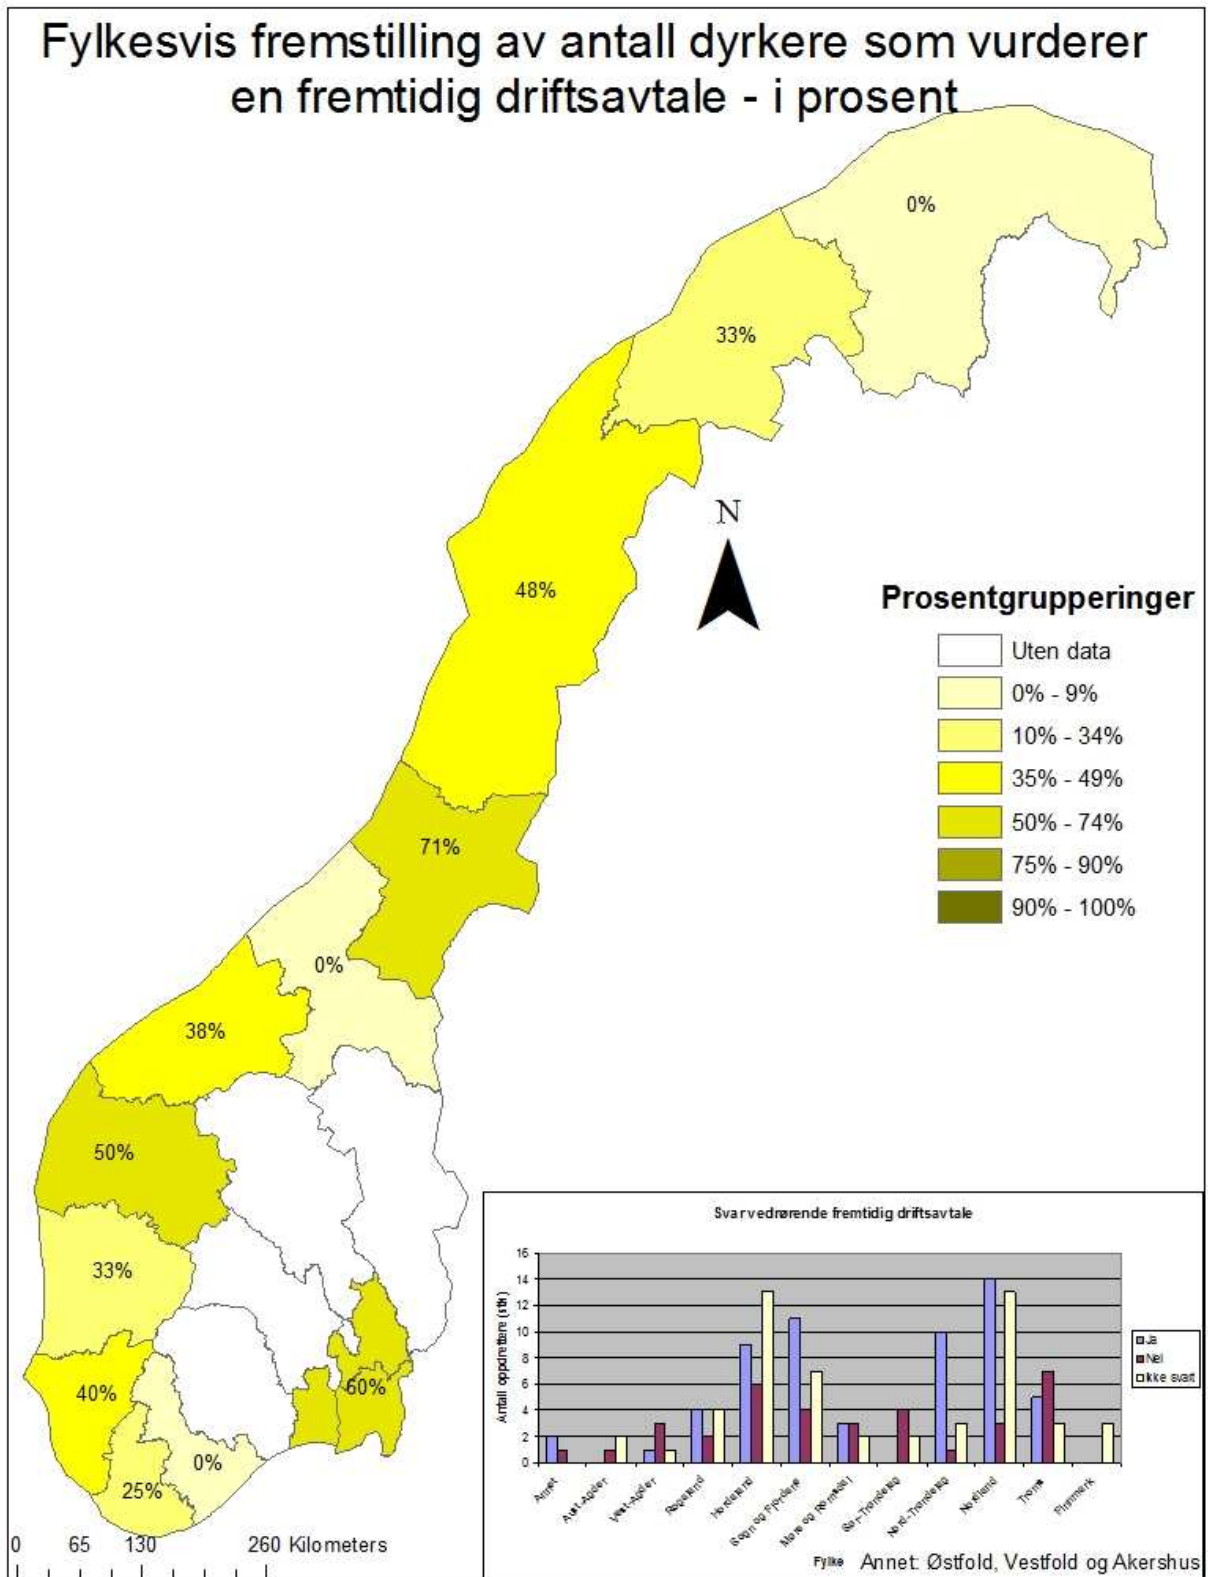 Fylkesvis fremstilling av antall dyrkere som vurderer
en fremtidig driftsavtale - i prosent
0%
33%
N
48%
Prosentgrupperinger
Uten data
0% - 9%
10% - 34%
35% - 49%
50% - 74%
75% - 90%
90% - 100%
71%
0%
38%
50%
33%
40%
60%
0%
25%
0 65 130 260 Kilometers
Svar vedrørende fremtidig driftsavtale
Antall oppdrettere (stk)
16
14
12
10
8
6
4
2
0
Ja
Nei
Ikke svart
Annet
Aust-Agder
Vest-Agder
Rogaland
Hordaland
Sogn og Fjordane
Møre og Romsdal
Sør-Trøndelag
Nord-Trøndelag
Nordland
Troms
Finnmark
Fylke
Annet: Østfold, Vestfold og Akershus